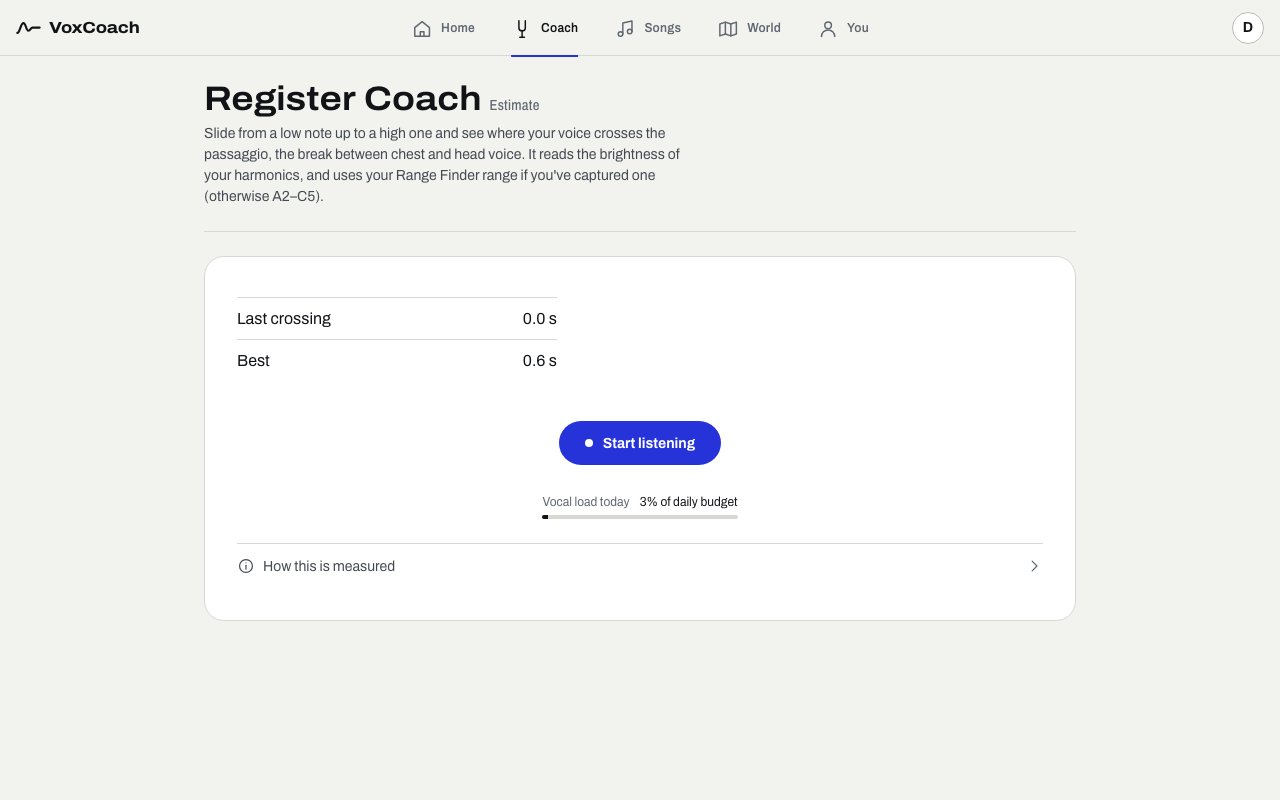 VoxCoach
Home
Coach
Songs
World
You
D
Register Coach Estimate
Slide from a low note up to a high one and see where your voice crosses the
passaggio, the break between chest and head voice. It reads the brightness of
your harmonics, and uses your Range Finder range if you've captured one
(otherwise A2–C5).
Last crossing 0.0 s
Best 0.6 s
Start listening
Vocal load today 3% of daily budget
How this is measured